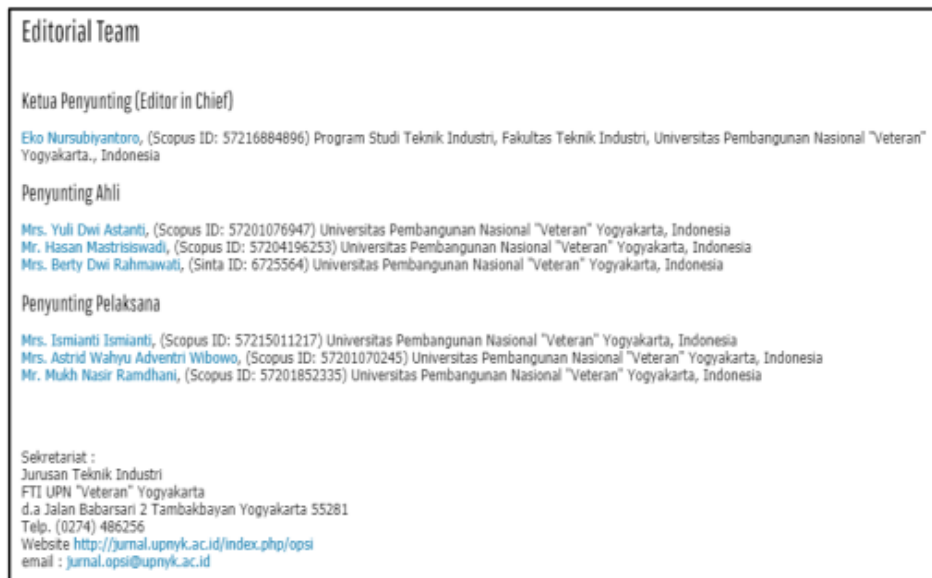 Editorial Team
Ketua Penyunting (Editor in Chief)
Eko Nursubiyantoro, (Scopus ID: 57216884896) Program Studi Teknik Industri, Fakultas Teknik Industri, Universitas Pembangunan Nasional "Veteran"
Yogyakarta., Indonesia
Penyunting Ahli
Mrs. Yuli Dwi Astanti, (Scopus ID: 57201076947) Universitas Pembangunan Nasional "Veteran" Yogyakarta, Indonesia
Mr. Hasan Mastrisiswadi, (Scopus ID: 57204196253) Universitas Pembangunan Nasional "Veteran" Yogyakarta, Indonesia
Mrs. Berty Dwi Rahmawati, (Sinta ID: 6725564) Universitas Pembangunan Nasional "Veteran" Yogyakarta, Indonesia
Penyunting Pelaksana
Mrs. Ismianti Ismianti, (Scopus ID: 57215011217) Universitas Pembangunan Nasional "Veteran" Yogyakarta, Indonesia
Mrs. Astrid Wahyu Adventri Wibowo, (Scopus ID: 57201070245) Universitas Pembangunan Nasional "Veteran" Yogyakarta, Indonesia
Mr. Mukh Nasir Ramdhani, (Scopus ID: 57201852335) Universitas Pembangunan Nasional "Veteran" Yogyakarta, Indonesia
Sekretariat :
Jurusan Teknik Industri
FTI UPN "Veteran" Yogyakarta
d.a Jalan Babarsari 2 Tambakbayan Yogyakarta 55281
Telp. (0274) 486256
Website http://jurnal.upnyk.ac.id/index.php/opsi
email : jurnal.opsi@upnyk.ac.id